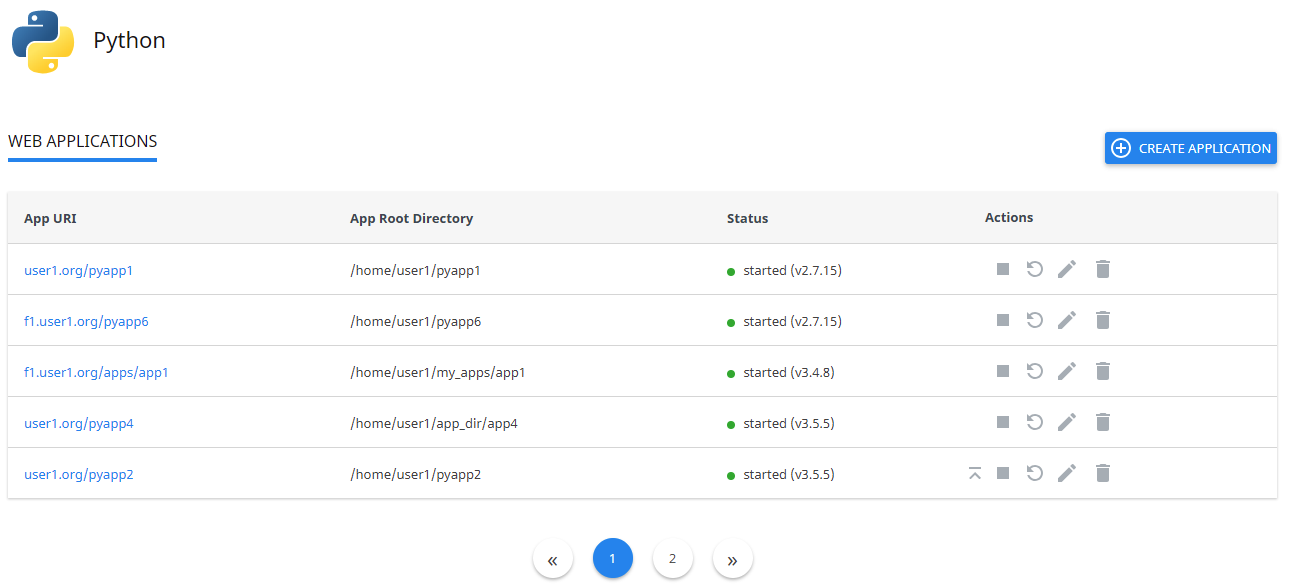 Python
WEB APPLICATIONS
CREATE APPLICATION
App URI App Root Directory Status Actions
user1.org/pyapp1 /home/user1/pyapp1 started (v2.7.15)
f1.user1.org/pyapp6 /home/user1/pyapp6 started (v2.7.15)
f1.user1.org/apps/app1 /home/user1/my_apps/app1 started (v3.4.8)
user1.org/pyapp4 /home/user1/app_dir/app4 started (v3.5.5)
user1.org/pyapp2 /home/user1/pyapp2 started (v3.5.5)
« 1 2 »